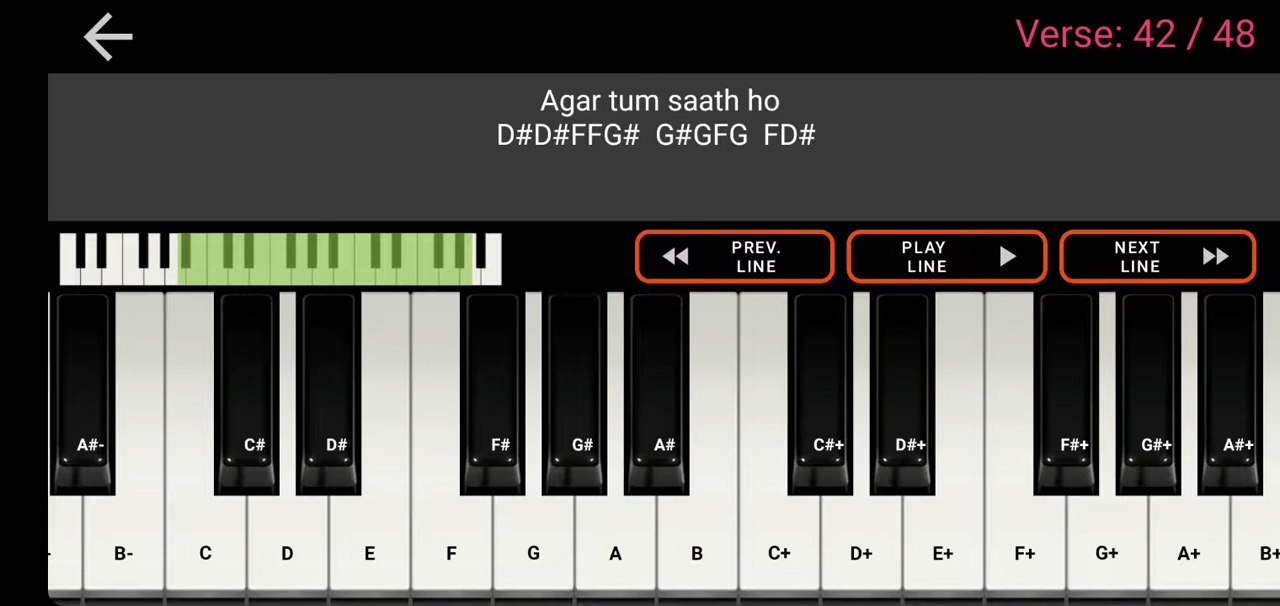 Verse: 42 / 48
Agar tum saath ho
D#D#FFG# G#GFG FD#
PREV. LINE
PLAY LINE
NEXT LINE
A#- C# D# F# G# A# C#+ D#+ F#+ G#+ A#+
B- C D E F G A B C+ D+ E+ F+ G+ A+ B+